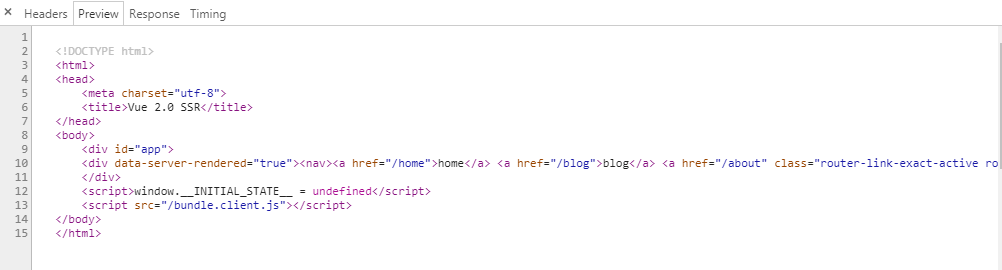 × Headers Preview Response Timing
1
2 <!DOCTYPE html>
3 <html>
4 <head>
5 <meta charset="utf-8">
6 <title>Vue 2.0 SSR</title>
7 </head>
8 <body>
9 <div id="app">
10 <div data-server-rendered="true"><nav><a href="/home">home</a> <a href="/blog">blog</a> <a href="/about" class="router-link-exact-active ro
11 </div>
12 <script>window.__INITIAL_STATE__ = undefined</script>
13 <script src="/bundle.client.js"></script>
14 </body>
15 </html>